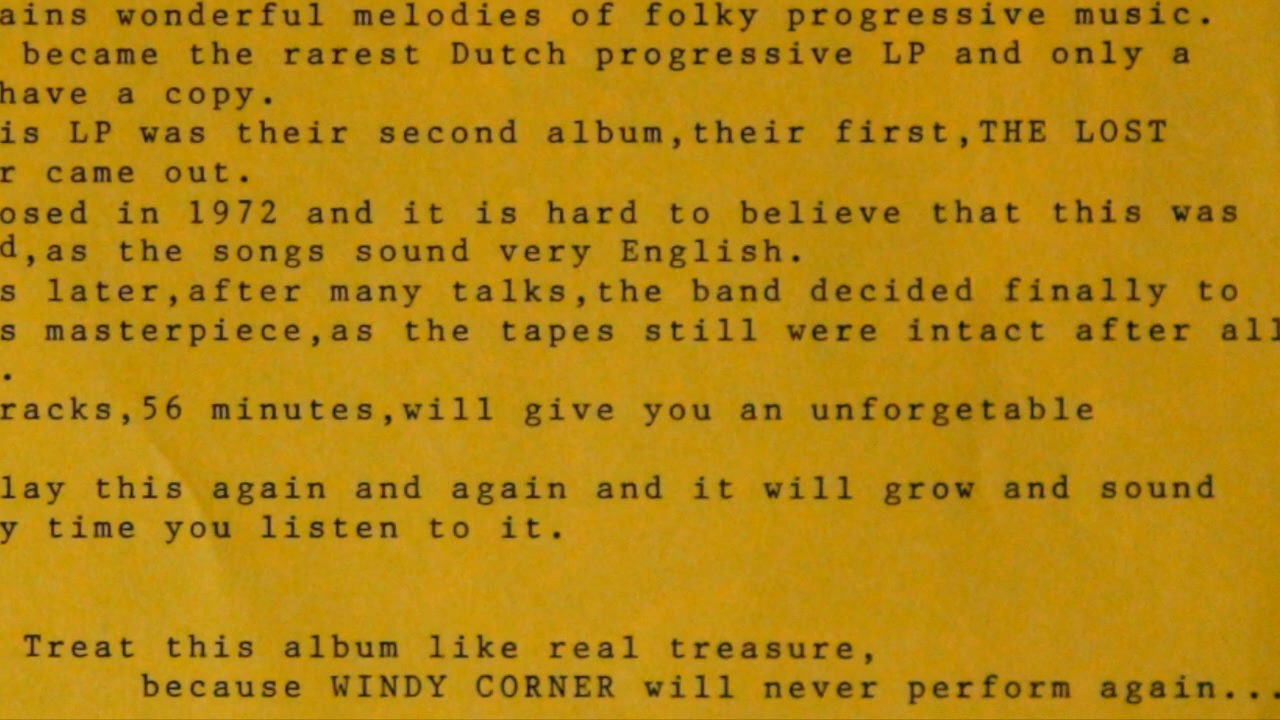 ains wonderful melodies of folky progressive music.
became the rarest Dutch progressive LP and only a
have a copy.
is LP was their second album,their first,THE LOST
r came out.
osed in 1972 and it is hard to believe that this was
d,as the songs sound very English.
s later,after many talks,the band decided finally to
s masterpiece,as the tapes still were intact after all
.
racks,56 minutes,will give you an unforgetable
lay this again and again and it will grow and sound
y time you listen to it.
Treat this album like real treasure,
because WINDY CORNER will never perform again...